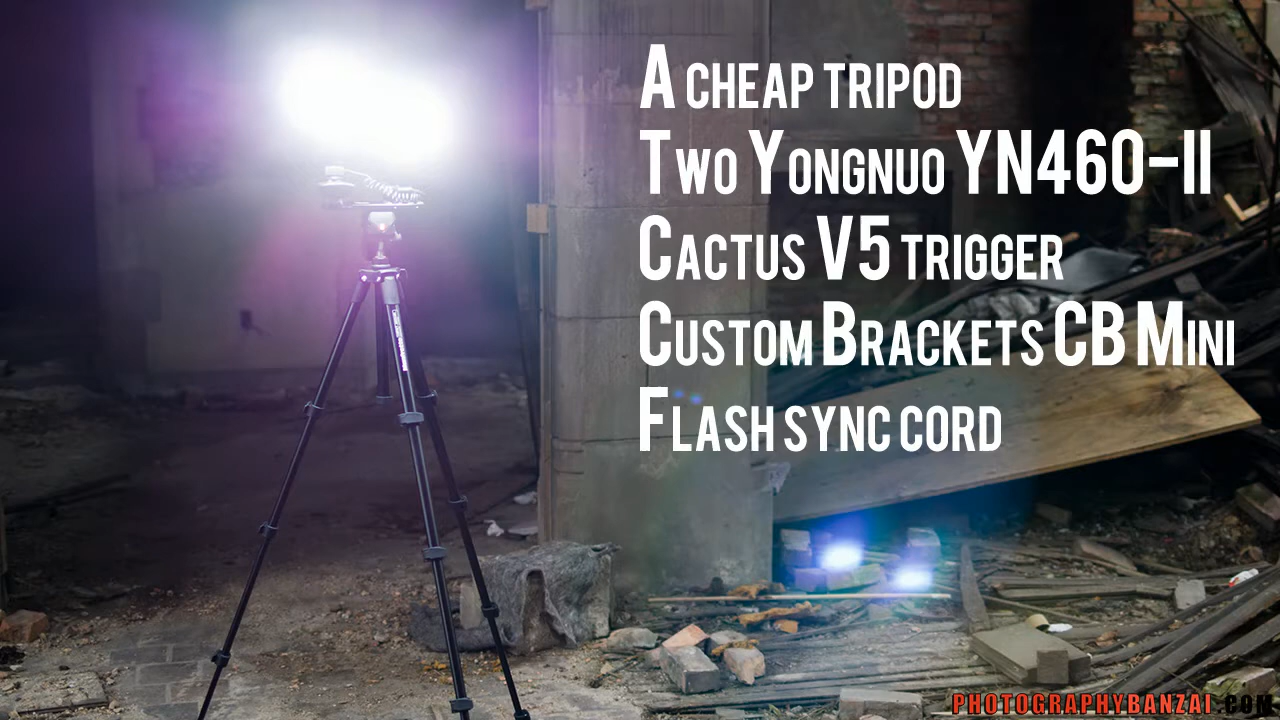 A cheap tripod
Two Yongnuo YN460-II
Cactus V5 trigger
Custom Brackets CB Mini
Flash sync cord
PHOTOGRAPHYBANZAI.COM